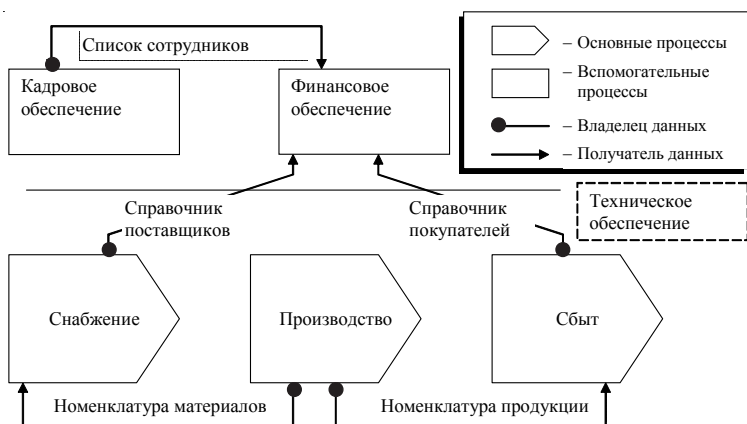 Список сотрудников
Кадровое
обеспечение
Финансовое
обеспечение
– Основные процессы
– Вспомогательные
процессы
– Владелец данных
– Получатель данных
Техническое
обеспечение
Справочник
поставщиков
Справочник
покупателей
Снабжение
Производство
Сбыт
Номенклатура материалов
Номенклатура продукции